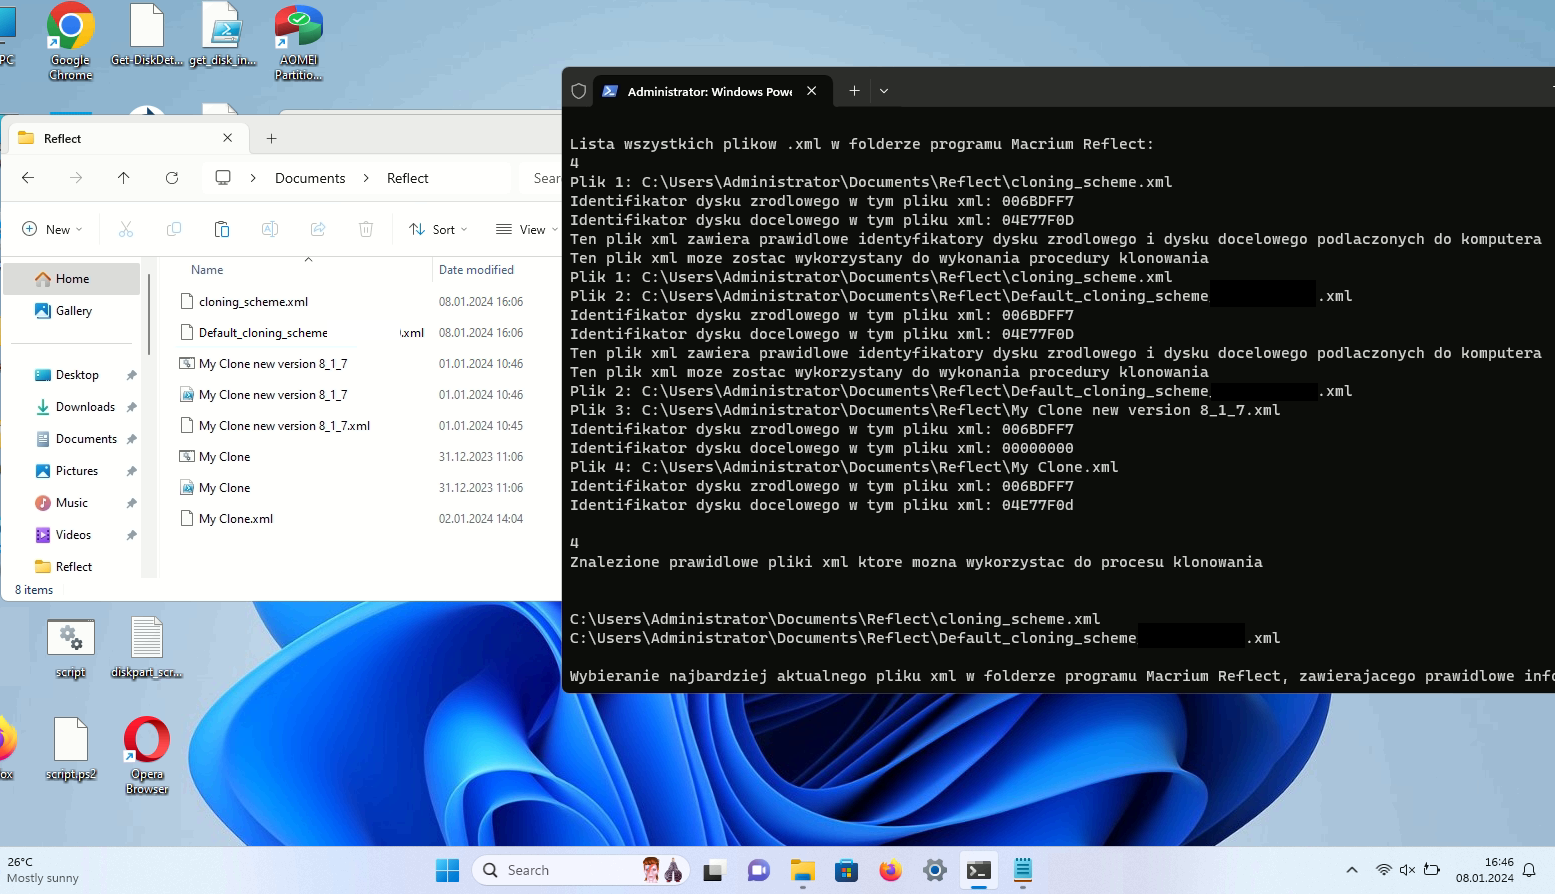 PC
Google Chrome
Get-DiskDet...
get_disk_in...
AOMEI Partitio...
Reflect
Documents
Reflect
Sear
New
Sort
View
Home
Gallery
Desktop
Downloads
Documents
Pictures
Music
Videos
Reflect
Name
Date modified
cloning_scheme.xml 08.01.2024 16:06
Default_cloning_scheme .xml 08.01.2024 16:06
My Clone new version 8_1_7 01.01.2024 10:46
My Clone new version 8_1_7 01.01.2024 10:46
My Clone new version 8_1_7.xml 01.01.2024 10:45
My Clone 31.12.2023 11:06
My Clone 31.12.2023 11:06
My Clone.xml 02.01.2024 14:04
8 items
Administrator: Windows Powe
Lista wszystkich plikow .xml w folderze programu Macrium Reflect:
4
Plik 1: C:\Users\Administrator\Documents\Reflect\cloning_scheme.xml
Identifikator dysku zrodlowego w tym pliku xml: 006BDFF7
Identifikator dysku docelowego w tym pliku xml: 04E77F0D
Ten plik xml zawiera prawidlowe identyfikatory dysku zrodlowego i dysku docelowego podlaczonych do komputera
Ten plik xml moze zostac wykorzystany do wykonania procedury klonowania
Plik 1: C:\Users\Administrator\Documents\Reflect\cloning_scheme.xml
Plik 2: C:\Users\Administrator\Documents\Reflect\Default_cloning_scheme .xml
Identifikator dysku zrodlowego w tym pliku xml: 006BDFF7
Identifikator dysku docelowego w tym pliku xml: 04E77F0D
Ten plik xml zawiera prawidlowe identyfikatory dysku zrodlowego i dysku docelowego podlaczonych do komputera
Ten plik xml moze zostac wykorzystany do wykonania procedury klonowania
Plik 2: C:\Users\Administrator\Documents\Reflect\Default_cloning_scheme .xml
Plik 3: C:\Users\Administrator\Documents\Reflect\My Clone new version 8_1_7.xml
Identifikator dysku zrodlowego w tym pliku xml: 006BDFF7
Identifikator dysku docelowego w tym pliku xml: 00000000
Plik 4: C:\Users\Administrator\Documents\Reflect\My Clone.xml
Identifikator dysku zrodlowego w tym pliku xml: 006BDFF7
Identifikator dysku docelowego w tym pliku xml: 04E77F0d
4
Znalezione prawidlowe pliki xml ktore mozna wykorzystac do procesu klonowania
C:\Users\Administrator\Documents\Reflect\cloning_scheme.xml
C:\Users\Administrator\Documents\Reflect\Default_cloning_scheme .xml
Wybieranie najbardziej aktualnego pliku xml w folderze programu Macrium Reflect, zawierajacego prawidlowe info
script
diskpart_scr...
ox
script.ps2
Opera Browser
26°C
Mostly sunny
Search
16:46
08.01.2024